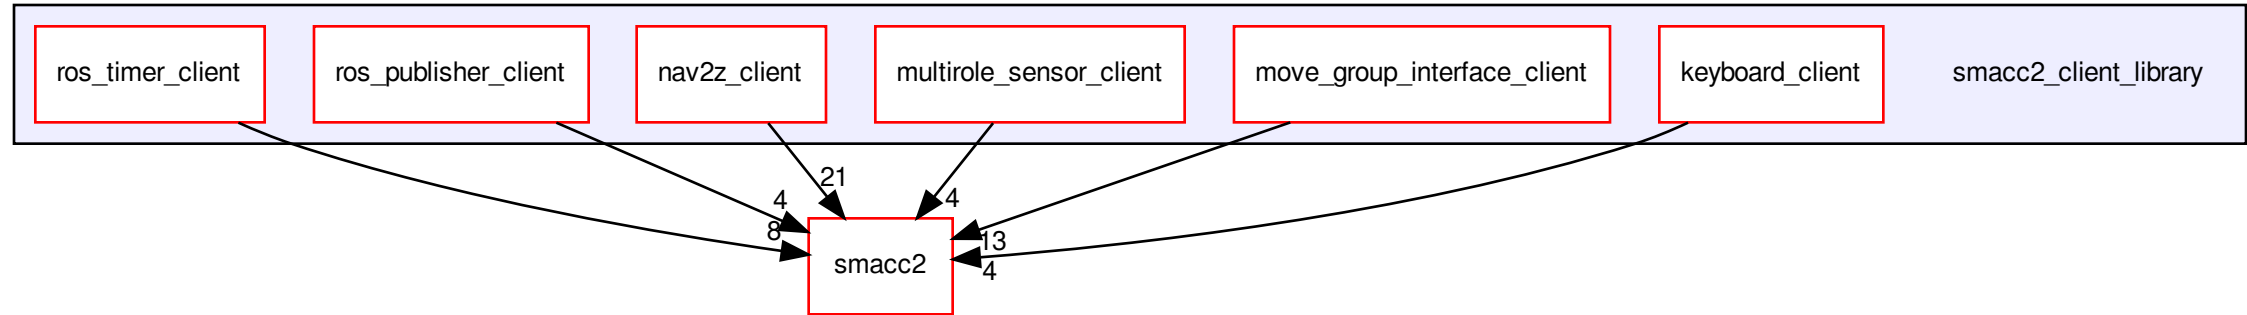 ros_timer_client
ros_publisher_client
nav2z_client
multirole_sensor_client
move_group_interface_client
keyboard_client
smacc2_client_library
21
4
4
8
13
4
smacc2